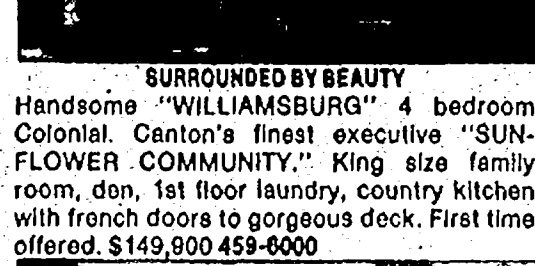 SURROUNDED BY BEAUTY
Handsome "WILLIAMSBURG" 4 bedroom
Colonial. Canton's finest executive "SUN-
FLOWER COMMUNITY." King size family
room, den, 1st floor laundry, country kitchen
with french doors to gorgeous deck. First time
offered. $149,900 459-6000